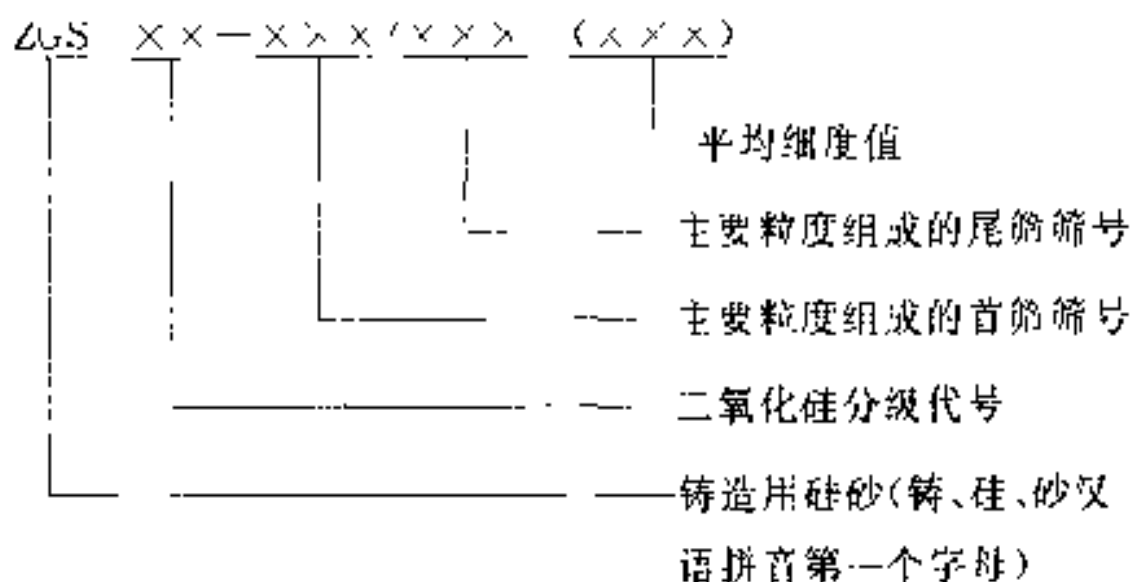 ZGS ××-×××/××× (×××)
平均细度值
主要粒度组成的尾筛筛号
主要粒度组成的首筛筛号
二氧化硅分级代号
铸造用硅砂(铸、硅、砂汉
语拼音第一个字母)